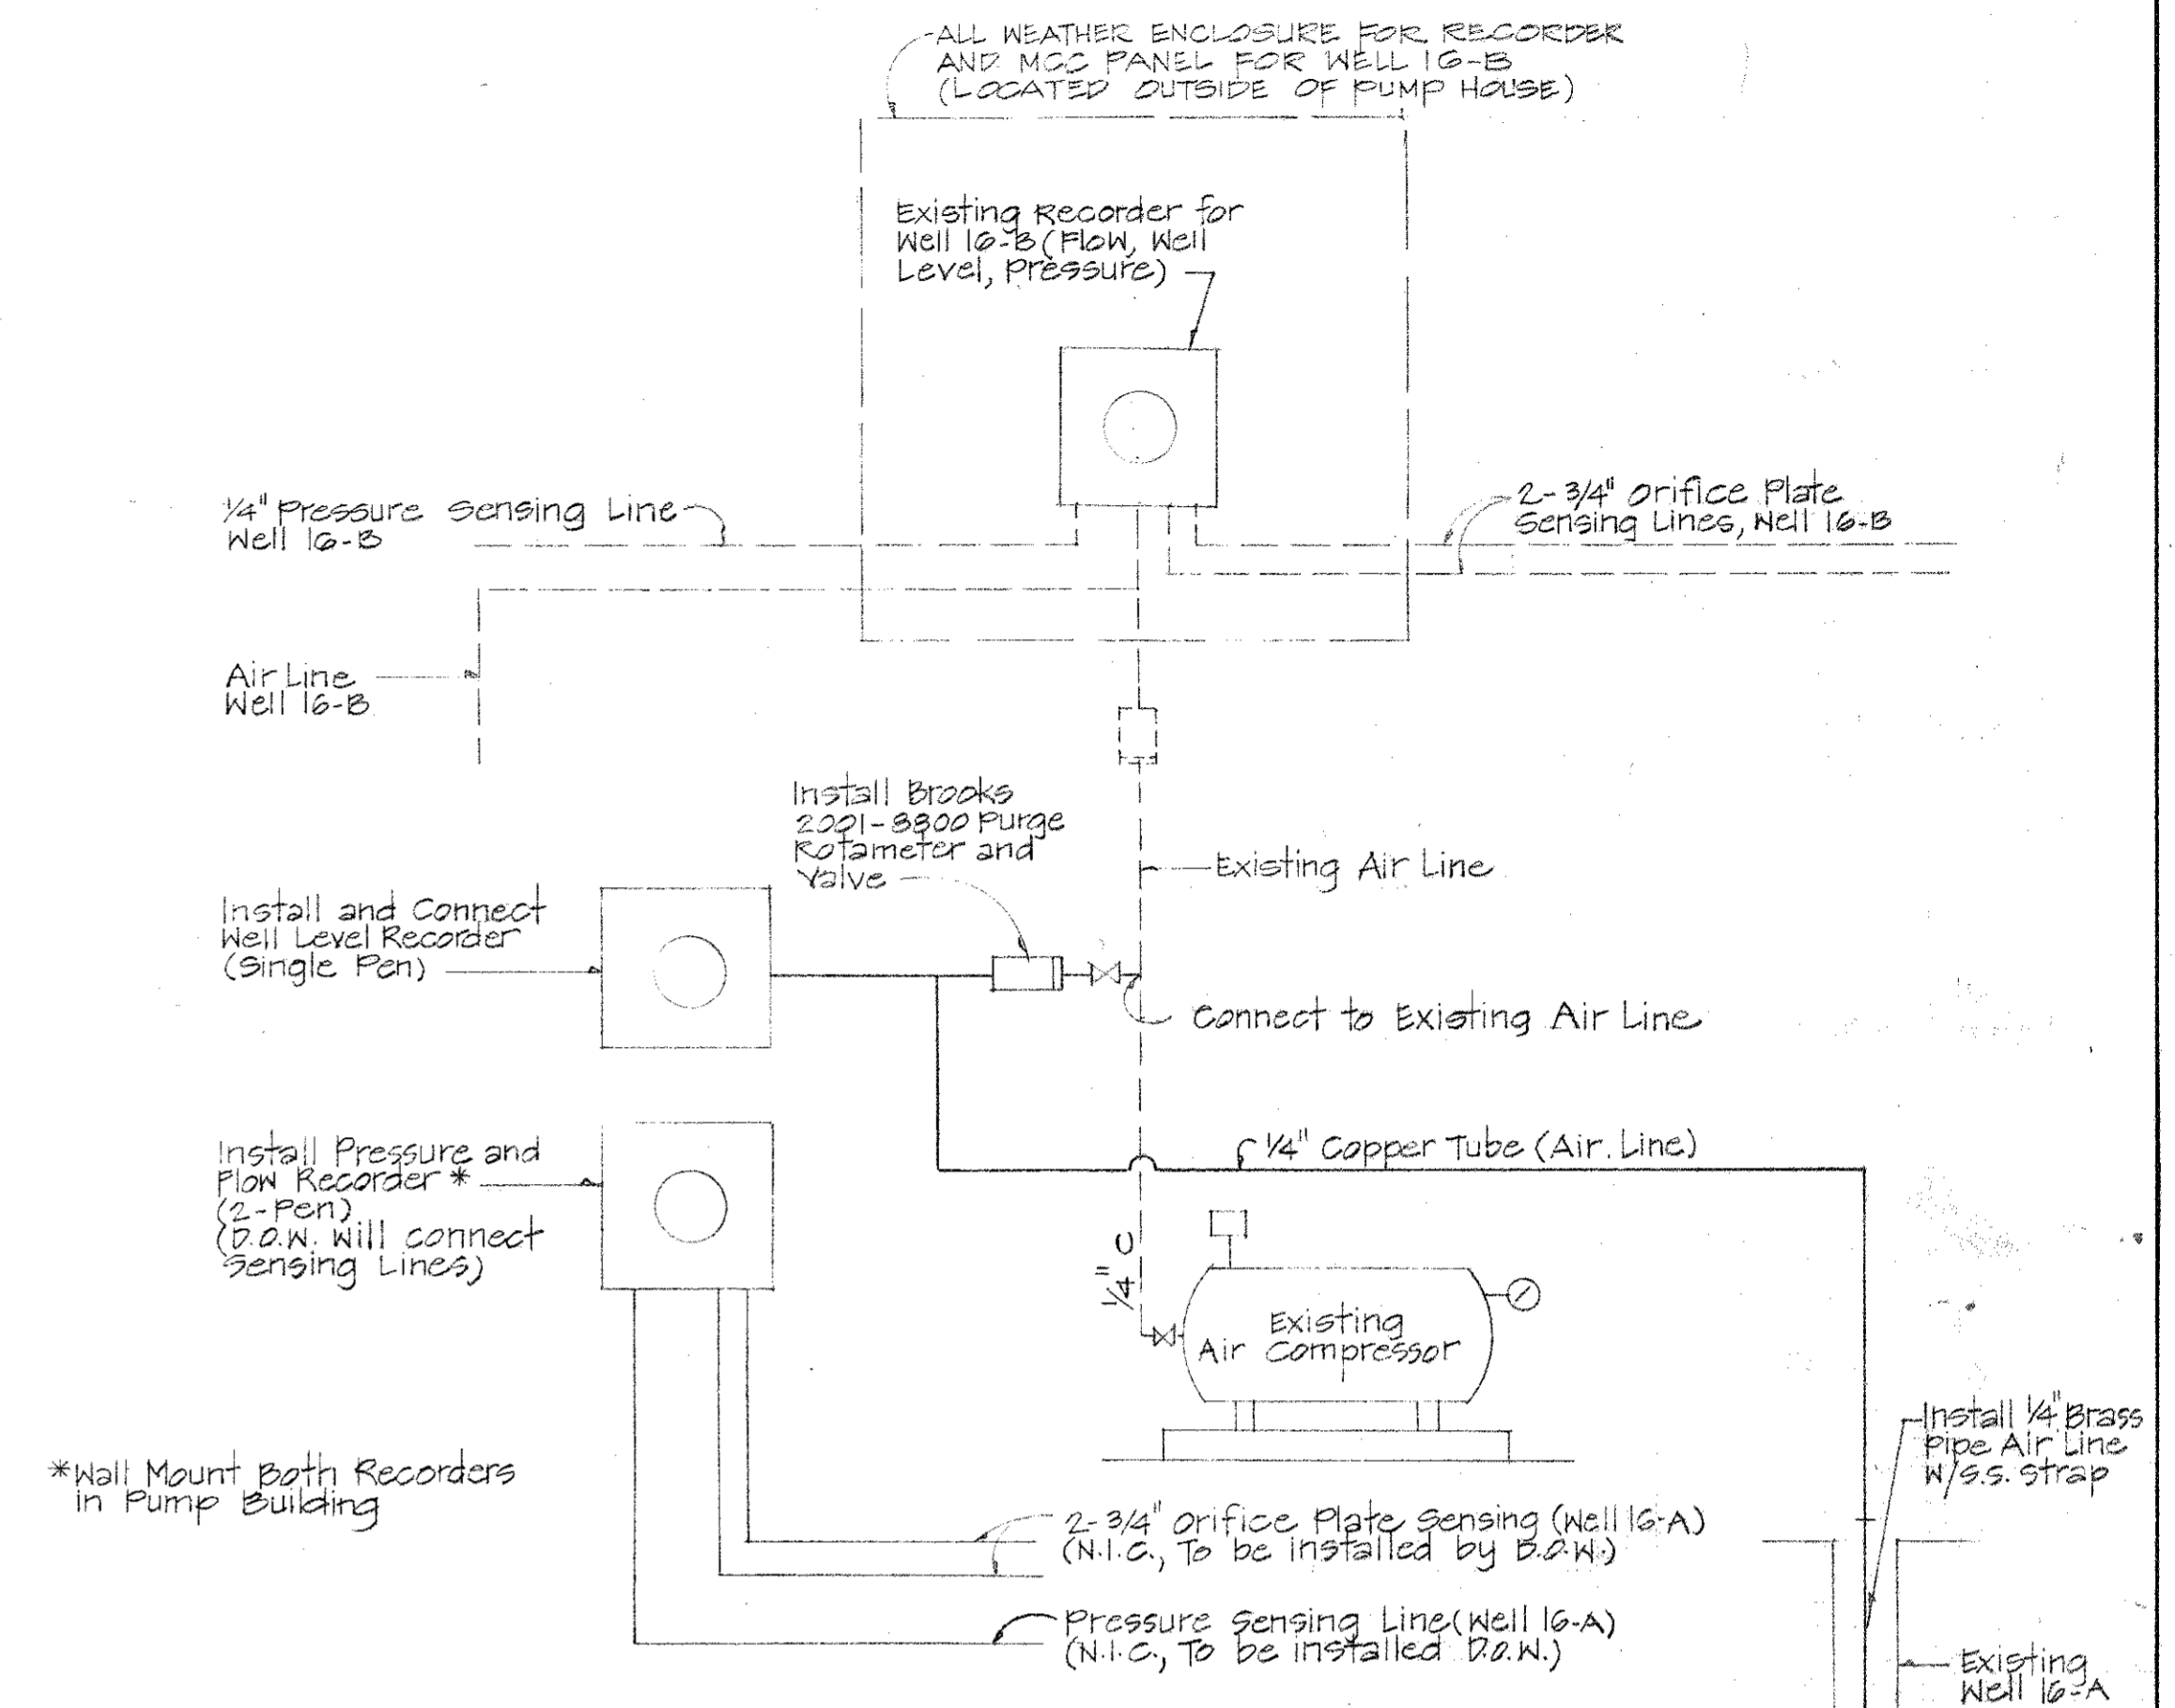 ALL WEATHER ENCLOSURE FOR RECORDER
AND MCC PANEL FOR WELL 16-B
(LOCATED OUTSIDE OF PUMP HOUSE)
Existing Recorder for
Well 16-B (Flow, Well
Level, Pressure)
1/4" Pressure Sensing Line
Well 16-B
2-3/4" Orifice Plate
Sensing Lines, Well 16-B
Air Line
Well 16-B
Install Brooks
Purge
Rotameter and
Valve
Existing Air Line
Install and Connect
Well Level Recorder
(Single Pen)
Connect to Existing Air Line
Install Pressure and
Flow Recorder *
(2-Pen)
(D.O.W. Will connect
Sensing Lines)
1/4" Copper Tube (Air Line)
1/4" C
Existing
Air Compressor
Install 1/4" Brass
Pipe Air Line
W/S.S. Strap
*Wall Mount Both Recorders
in Pump Building
2-3/4" Orifice Plate Sensing (Well 16-A)
(N.I.C., To be installed by D.O.W.)
Pressure Sensing Line (Well 16-A)
(N.I.C., To be installed D.O.W.)
Existing
Well 16-A